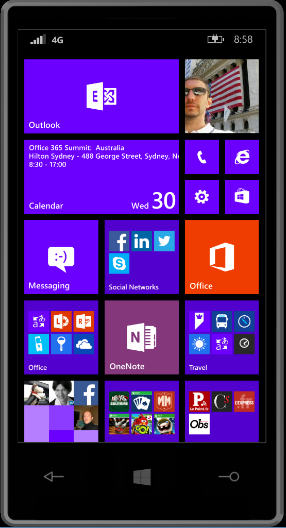 4G
8:58
Outlook
Office 365 Summit: Australia
Hilton Sydney - 488 George Street, Sydney, N
8:30 - 17:00
Calendar
Wed 30
:-)
Messaging
Social Networks
Office
Office
OneNote
Travel
Obs